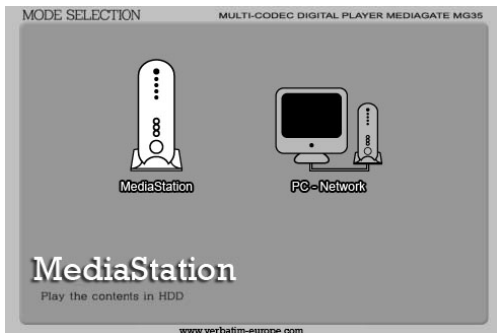 MODE SELECTION
MULTI-CODEC DIGITAL PLAYER MEDIAGATE MG35
MediaStation
PC-Network
MediaStation
Play the contents in HDD
www.verbatim-europe.com